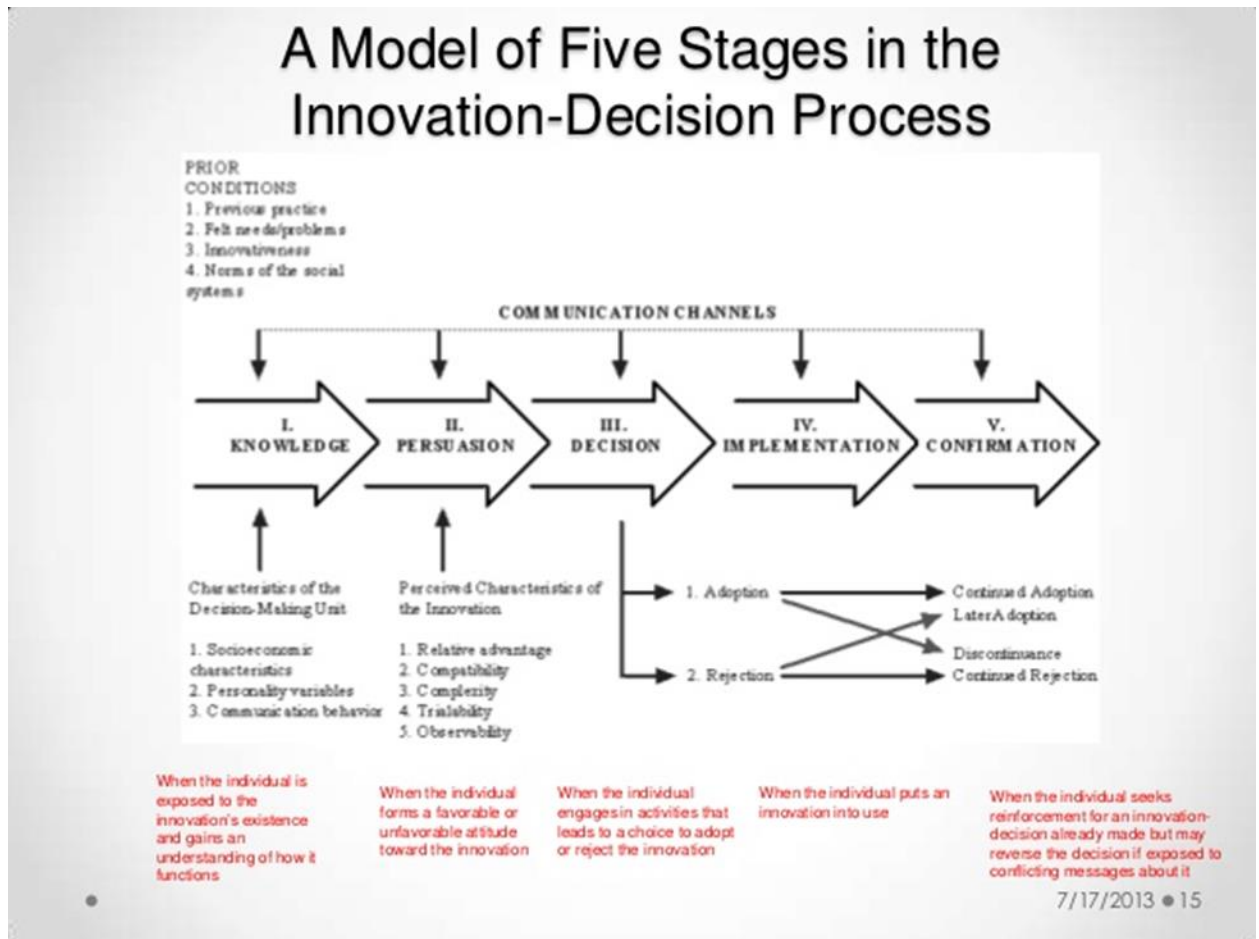 A Model of Five Stages in the
Innovation-Decision Process
PRIOR
CONDITIONS
1. Previous practice
2. Felt needs/problems
3. Innovativeness
4. Norms of the social
systems
COMMUNICATION CHANNELS
I.
KNOWLEDGE
II.
PERSUASION
III.
DECISION
IV.
IMPLEMENTATION
V.
CONFIRMATION
Characteristics of the
Decision-Making Unit
1. Socioeconomic
characteristics
2. Personality variables
3. Communication behavior
Perceived Characteristics of
the Innovation
1. Relative advantage
2. Compatibility
3. Complexity
4. Trialability
5. Observability
1. Adoption
2. Rejection
Continued Adoption
Later Adoption
Discontinuance
Continued Rejection
When the individual is
exposed to the
innovation's existence
and gains an
understanding of how it
functions
When the individual
forms a favorable or
unfavorable attitude
toward the innovation
When the individual
engages in activities that
leads to a choice to adopt
or reject the innovation
When the individual puts an
innovation into use
When the individual seeks
reinforcement for an innovation-
decision already made but may
reverse the decision if exposed to
conflicting messages about it
7/17/2013 ● 15